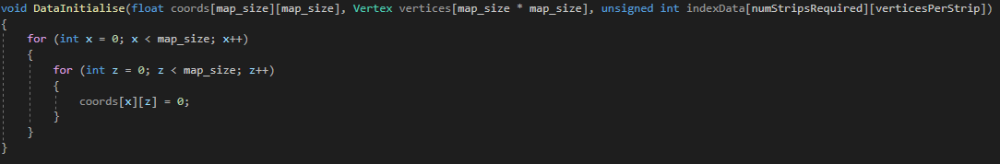 void DataInitialise(float coords[map_size][map_size], Vertex vertices[map_size * map_size], unsigned int indexData[numStripsRequired][verticesPerStrip])
{
    for (int x = 0; x < map_size; x++)
    {
        for (int z = 0; z < map_size; z++)
        {
            coords[x][z] = 0;
        }
    }
}